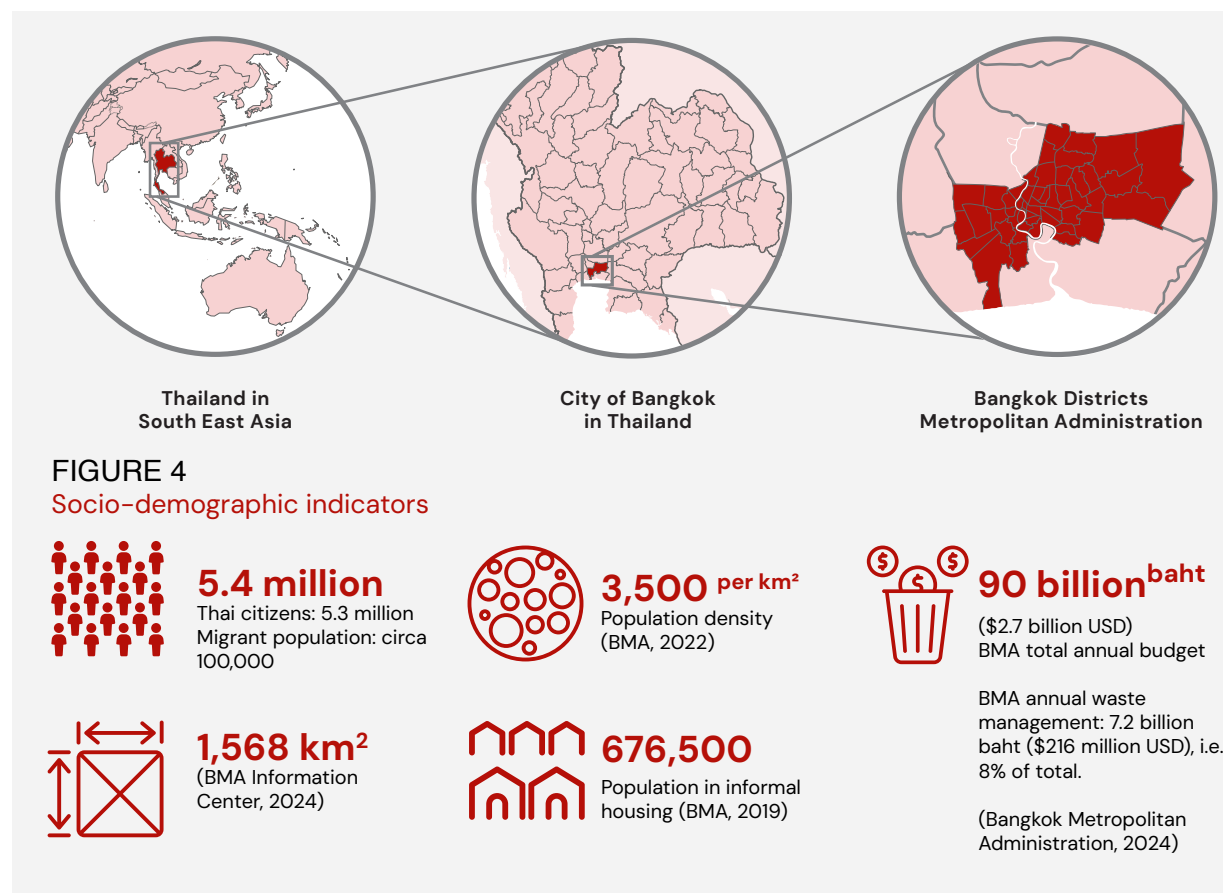 Thailand in
South East Asia
City of Bangkok
in Thailand
Bangkok Districts
Metropolitan Administration
FIGURE 4
Socio-demographic indicators
5.4 million
Thai citizens: 5.3 million
Migrant population: circa
100,000
3,500 per km²
Population density
(BMA, 2022)
$ $ $
90 billion baht
($2.7 billion USD)
BMA total annual budget
BMA annual waste
management: 7.2 billion
baht ($216 million USD), i.e.
8% of total.
(Bangkok Metropolitan
Administration, 2024)
1,568 km²
(BMA Information
Center, 2024)
676,500
Population in informal
housing (BMA, 2019)